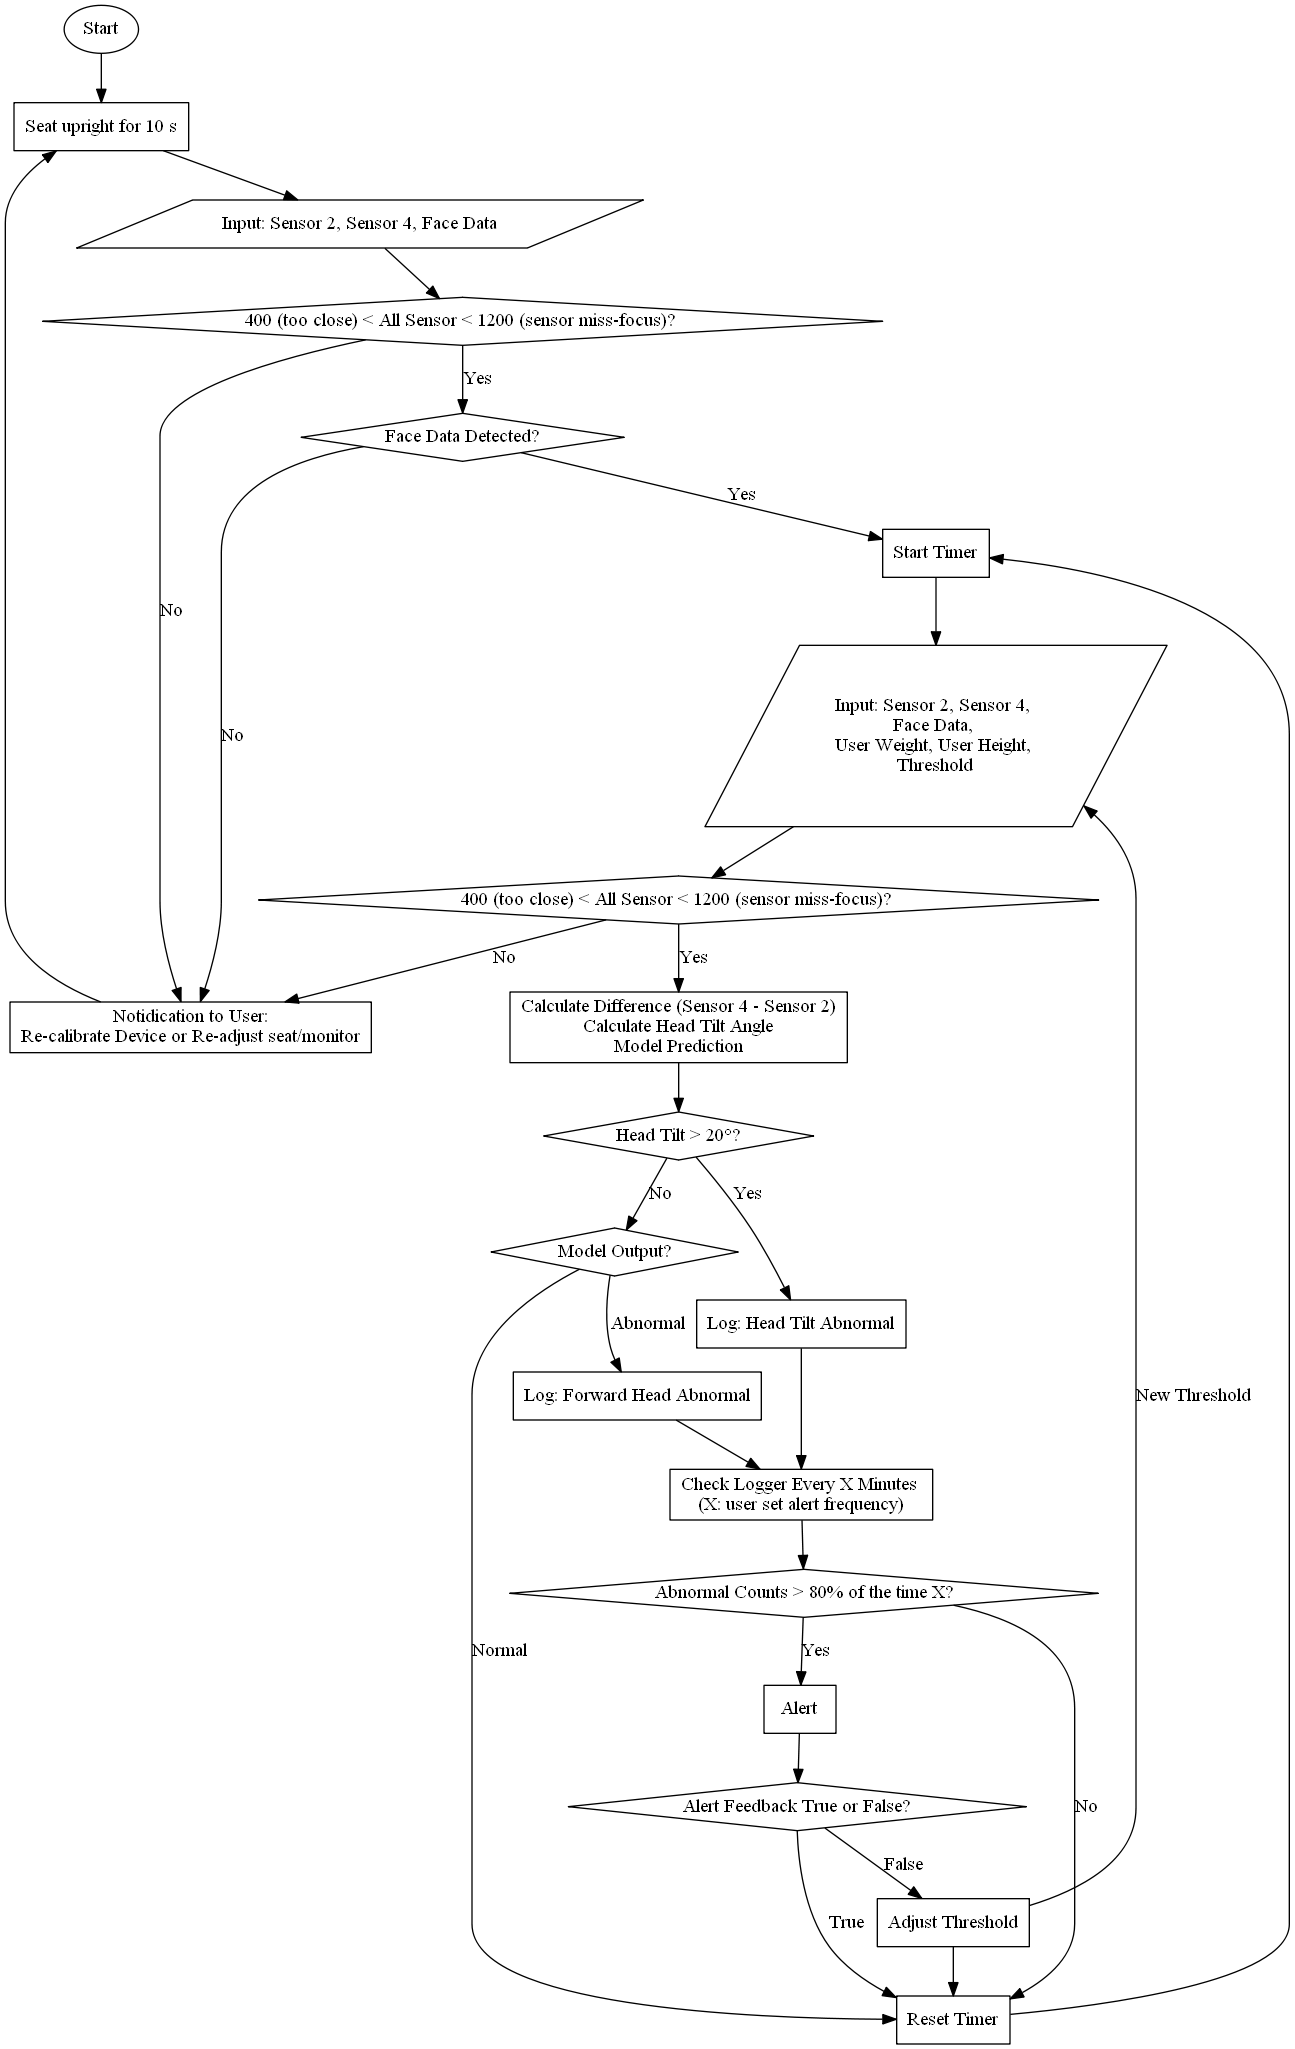 Start
Seat upright for 10 s
Input: Sensor 2, Sensor 4, Face Data
400 (too close) < All Sensor < 1200 (sensor miss-focus)?
Yes
Face Data Detected?
Yes
Start Timer
No
No
Input: Sensor 2, Sensor 4,
Face Data,
User Weight, User Height,
Threshold
400 (too close) < All Sensor < 1200 (sensor miss-focus)?
No
Yes
Notidication to User:
Re-calibrate Device or Re-adjust seat/monitor
Calculate Difference (Sensor 4 - Sensor 2)
Calculate Head Tilt Angle
Model Prediction
Head Tilt > 20°?
No
Yes
Model Output?
Abnormal
Log: Head Tilt Abnormal
Log: Forward Head Abnormal
New Threshold
Check Logger Every X Minutes
(X: user set alert frequency)
Abnormal Counts > 80% of the time X?
Normal
Yes
Alert
Alert Feedback True or False?
No
False
True
Adjust Threshold
Reset Timer